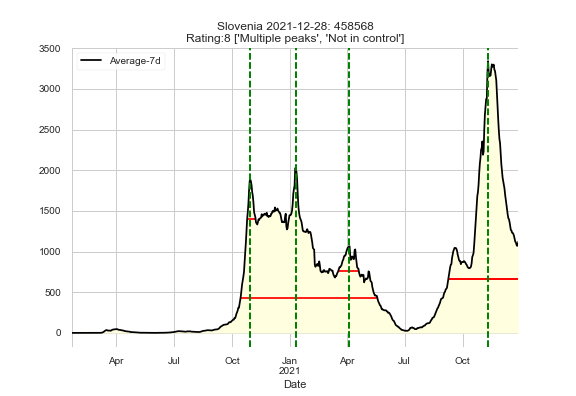 Slovenia 2021-12-28: 458568
Rating:8 ['Multiple peaks', 'Not in control']
Average-7d
3500
3000
2500
2000
1500
1000
500
0
Apr Jul Oct Jan Apr Jul Oct
2021
Date